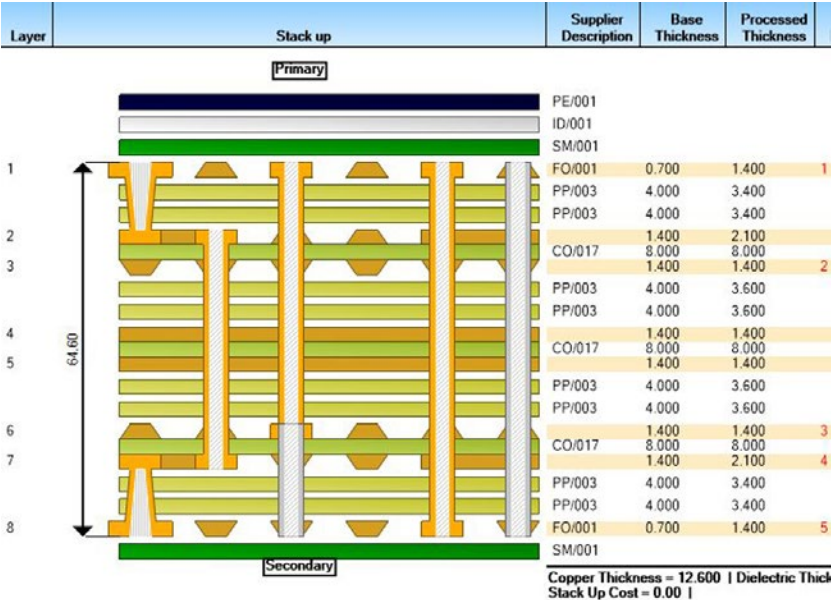 Layer Stack up Supplier Description Base Thickness Processed Thickness
Primary
PE/001
ID/001
SM/001
1 FO/001 0.700 1.400 1
PP/003 4.000 3.400
PP/003 4.000 3.400
2 1.400 2.100
CO/017 8.000 8.000
3 1.400 1.400 2
PP/003 4.000 3.600
PP/003 4.000 3.600
4 1.400 1.400
64.60
CO/017 8.000 8.000
5 1.400 1.400
PP/003 4.000 3.600
PP/003 4.000 3.600
6 1.400 1.400 3
CO/017 8.000 8.000
7 1.400 2.100 4
PP/003 4.000 3.400
PP/003 4.000 3.400
8 FO/001 0.700 1.400 5
SM/001
Secondary
Copper Thickness = 12.600 | Dielectric Thick
Stack Up Cost = 0.00 |